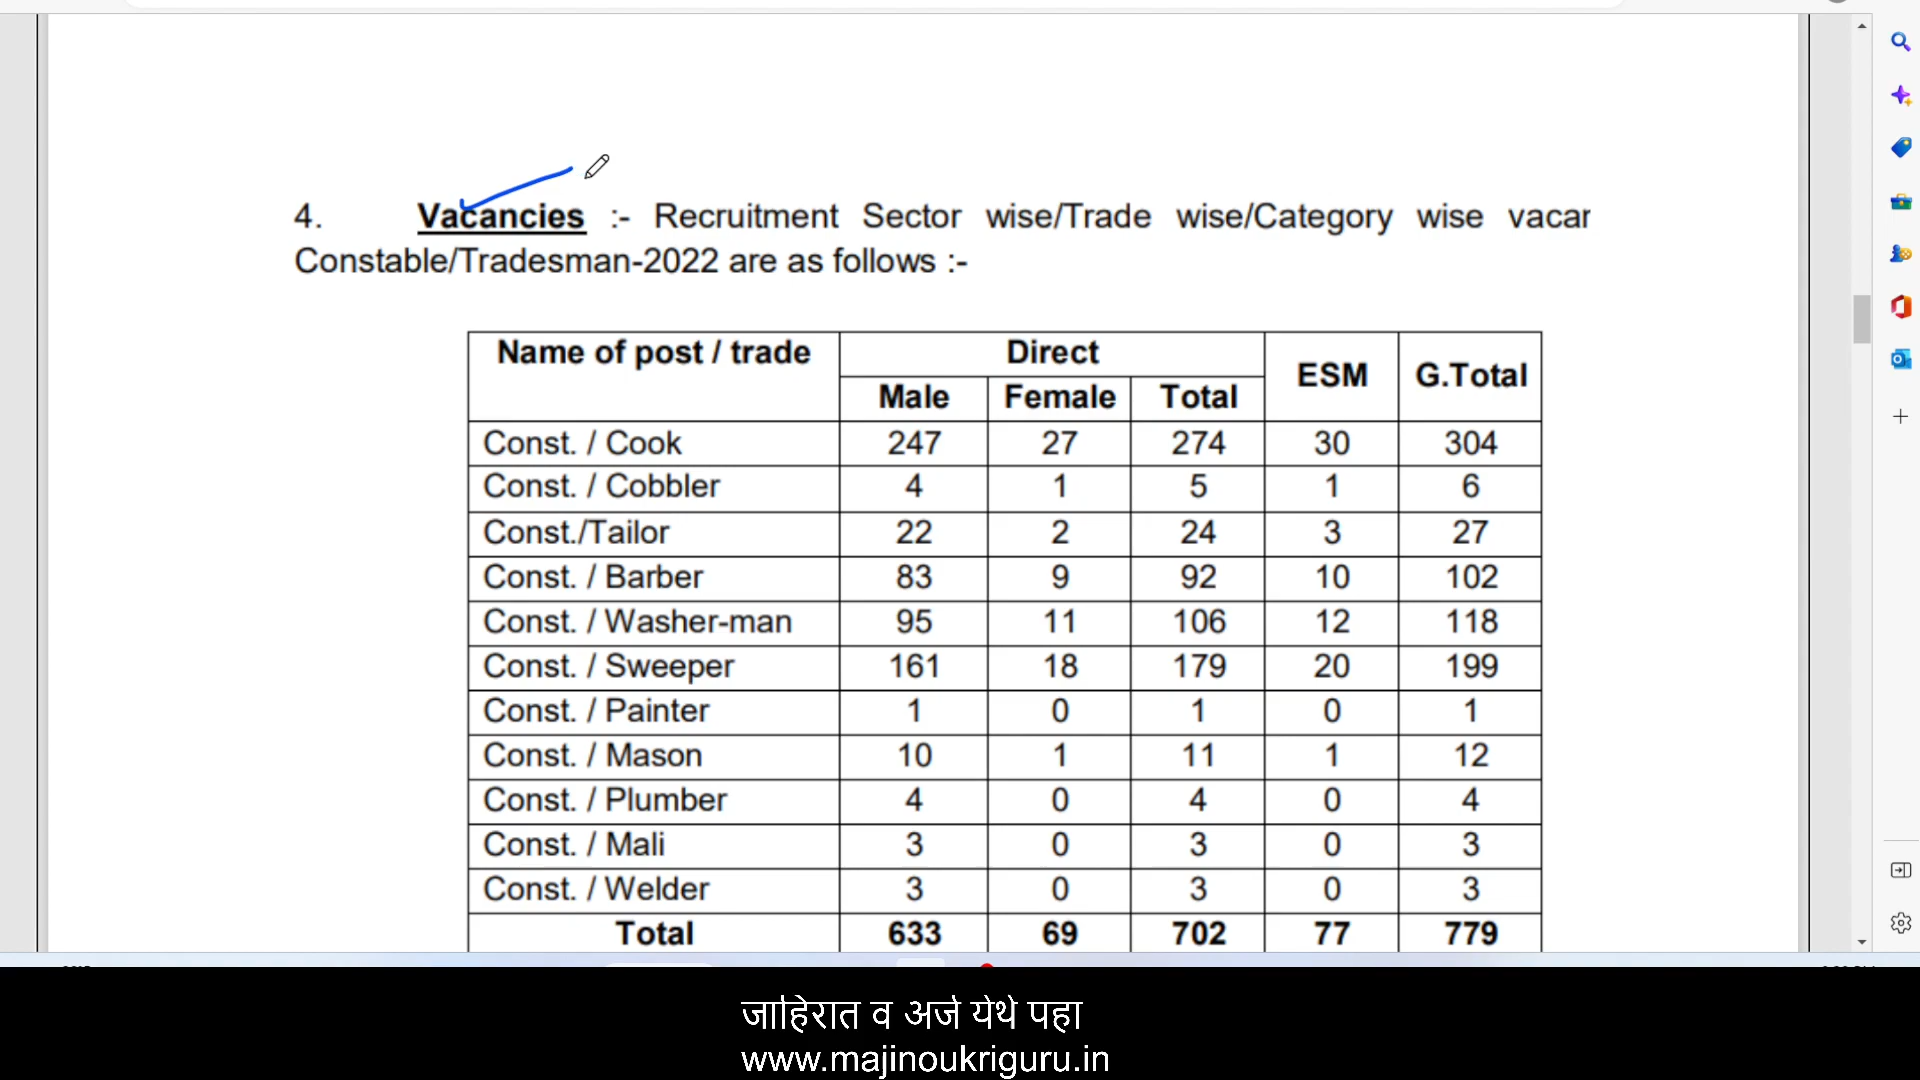 4. Vacancies :- Recruitment Sector wise/Trade wise/Category wise vacar
Constable/Tradesman-2022 are as follows :-
Name of post / trade Direct ESM G.Total
Male Female Total
Const. / Cook 247 27 274 30 304
Const. / Cobbler 4 1 5 1 6
Const./Tailor 22 2 24 3 27
Const. / Barber 83 9 92 10 102
Const. / Washer-man 95 11 106 12 118
Const. / Sweeper 161 18 179 20 199
Const. / Painter 1 0 1 0 1
Const. / Mason 10 1 11 1 12
Const. / Plumber 4 0 4 0 4
Const. / Mali 3 0 3 0 3
Const. / Welder 3 0 3 0 3
Total 633 69 702 77 779
जाहिरात व अर्ज येथे पहा
www.majinoukriguru.in